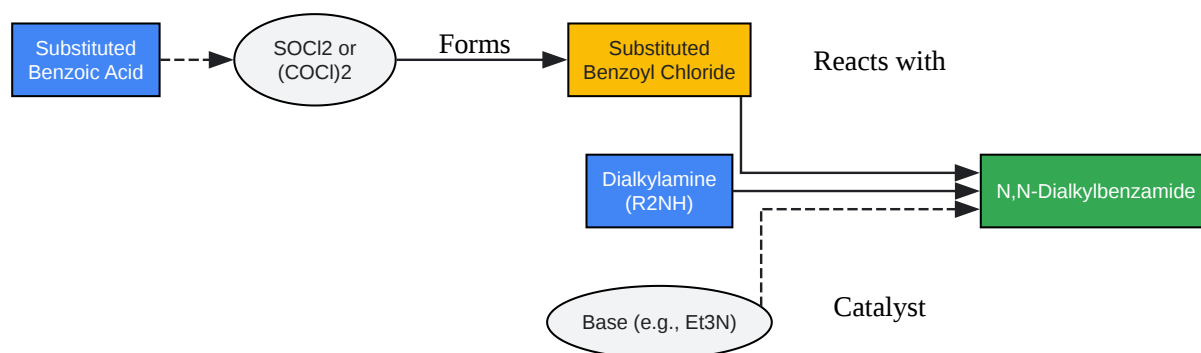 Substituted
Benzoic Acid
SOCl2 or
(COCl)2
Forms
Substituted
Benzoyl Chloride
Reacts with
Dialkylamine
(R2NH)
N,N-Dialkylbenzamide
Base (e.g., Et3N)
Catalyst